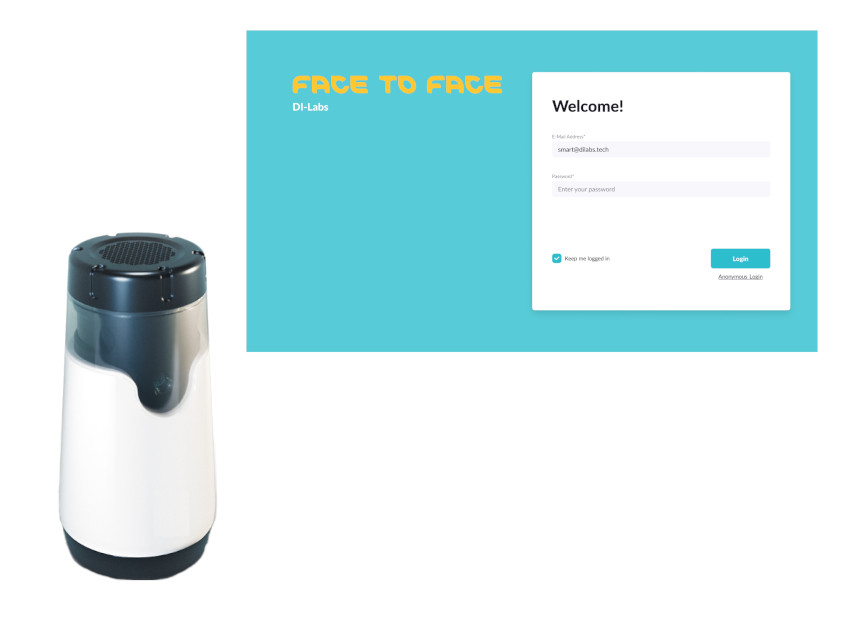 FACE TO FACE
DI-Labs
Welcome!
E-Mail Address*
smart@dilabs.tech
Password*
Enter your password
Keep me logged in
Login
Anonymous Login